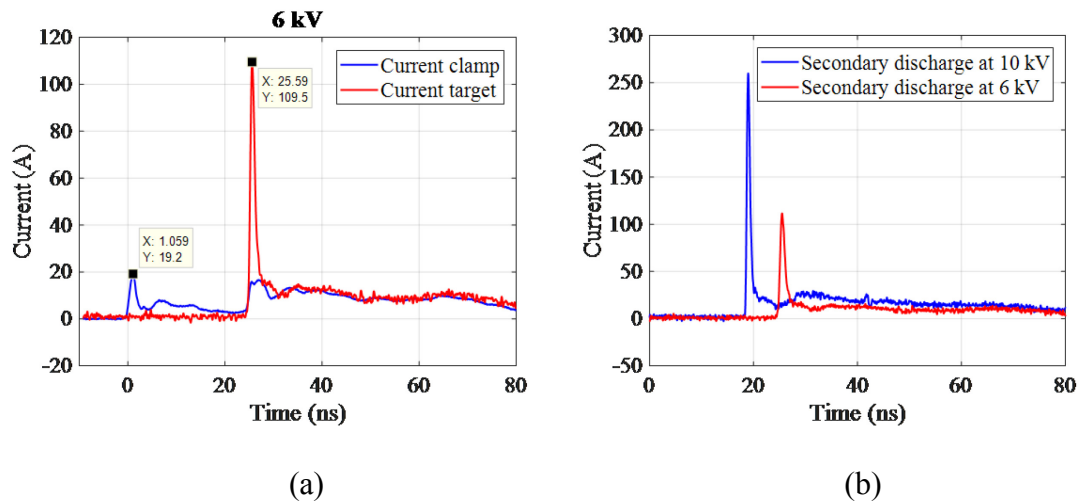 6 kV
120
100
80
60
40
20
0
-20
Current (A)
Current clamp
Current target
X: 25.59
Y: 109.5
X: 1.059
Y: 19.2
0
20
40
60
80
Time (ns)
(a)
300
250
200
150
100
50
0
-50
Current (A)
Secondary discharge at 10 kV
Secondary discharge at 6 kV
0
20
40
60
80
Time (ns)
(b)